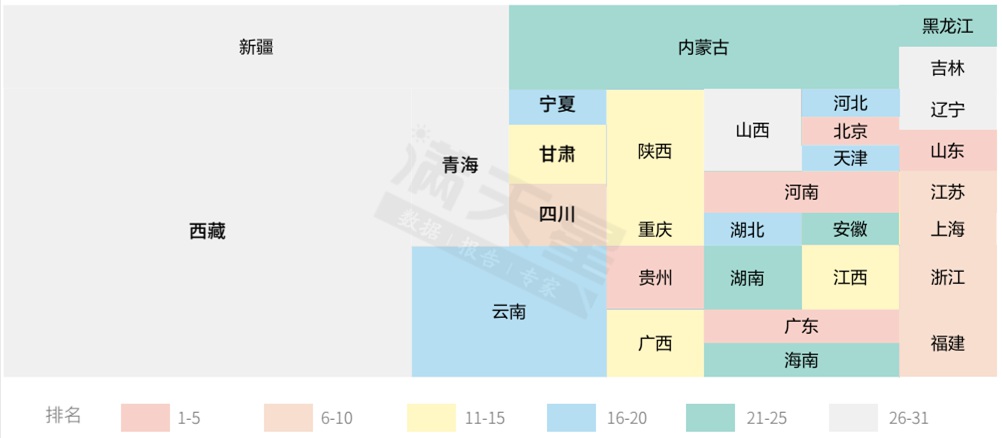 黑龙江
新疆
内蒙古
吉林
宁夏
河北
辽宁
山西
北京
甘肃
陕西
天津
山东
青海
河南
江苏
四川
西藏
重庆
湖北
安徽
上海
贵州
湖南
江西
浙江
云南
广东
广西
福建
海南
满天星
数据 | 报告 | 专家
排名
1-5
6-10
11-15
16-20
21-25
26-31